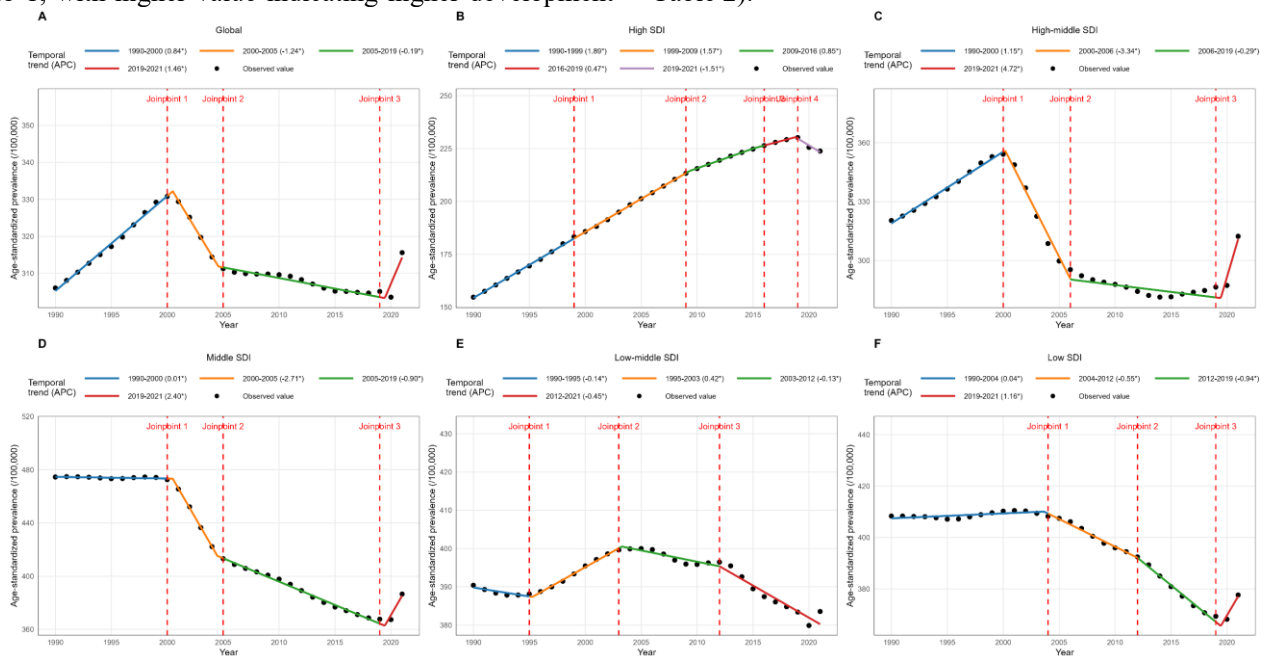 to 1, with higher value indicating higher development    Table 2).
A B C
Global High SDI High-middle SDI
Temporal trend (APC) 1990-2000 (0.84*) 2000-2005 (-1.24*) 2005-2019 (-0.19*)
2019-2021 (1.46*) Observed value
Temporal trend (APC) 1990-1999 (1.89*) 1999-2009 (1.57*) 2009-2016 (0.85*)
2016-2019 (0.47*) 2019-2021 (-1.51*) Observed value
Temporal trend (APC) 1990-2000 (1.15*) 2000-2006 (-3.34*) 2006-2019 (-0.29*)
2019-2021 (4.72*) Observed value
Joinpoint 1 Joinpoint 2 Joinpoint 3
Age-standardized prevalence (/100,000)
350
340
330
320
310
1990 1995 2000 2005 2010 2015 2020
Year
Joinpoint 1 Joinpoint 2 Joinpoint 4
Age-standardized prevalence (/100,000)
250
225
200
175
150
1990 1995 2000 2005 2010 2015 2020
Year
Joinpoint 1 Joinpoint 2 Joinpoint 3
Age-standardized prevalence (/100,000)
360
330
300
1990 1995 2000 2005 2010 2015 2020
Year
D E F
Middle SDI Low-middle SDI Low SDI
Temporal trend (APC) 1990-2000 (0.01*) 2000-2005 (-2.71*) 2005-2019 (-0.90*)
2019-2021 (2.40*) Observed value
Temporal trend (APC) 1990-1995 (-0.14*) 1995-2003 (0.42*) 2003-2012 (-0.13*)
2012-2021 (-0.45*) Observed value
Temporal trend (APC) 1990-2004 (0.04*) 2004-2012 (-0.55*) 2012-2019 (-0.94*)
2019-2021 (1.16*) Observed value
Joinpoint 1 Joinpoint 2 Joinpoint 3
Age-standardized prevalence (/100,000)
520
480
440
400
360
1990 1995 2000 2005 2010 2015 2020
Year
Joinpoint 1 Joinpoint 2 Joinpoint 3
Age-standardized prevalence (/100,000)
430
420
410
400
390
380
1990 1995 2000 2005 2010 2015 2020
Year
Joinpoint 1 Joinpoint 2 Joinpoint 3
Age-standardized prevalence (/100,000)
440
410
380
1990 1995 2000 2005 2010 2015 2020
Year